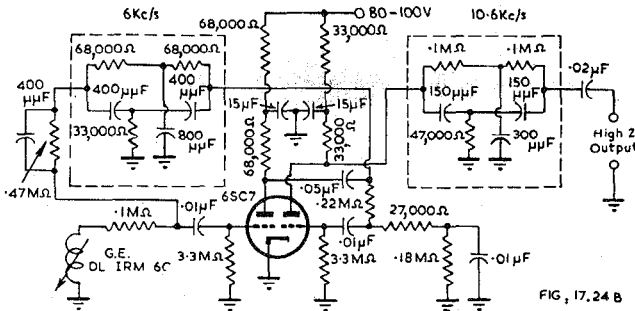 6Kc/s
68,000Ω
O 80-100V
33,000Ω
10·6Kc/s
68,000Ω
68,000Ω
·1MΩ
·1MΩ
400
μμF
400μμF
400
μμF
15μF
15μF
150μμF
150
μμF
·02μF
33,000Ω
800
μμF
68,000Ω
33,000
Ω
47,000Ω
300
μμF
High Z
Output
·47MΩ
6SC7
·05μF
·22MΩ
·1MΩ
·01μF
·01μF
27,000Ω
G.E.
DL IRM 6C
3·3MΩ
3·3MΩ
·18MΩ
·01μF
FIG, 17.24 B